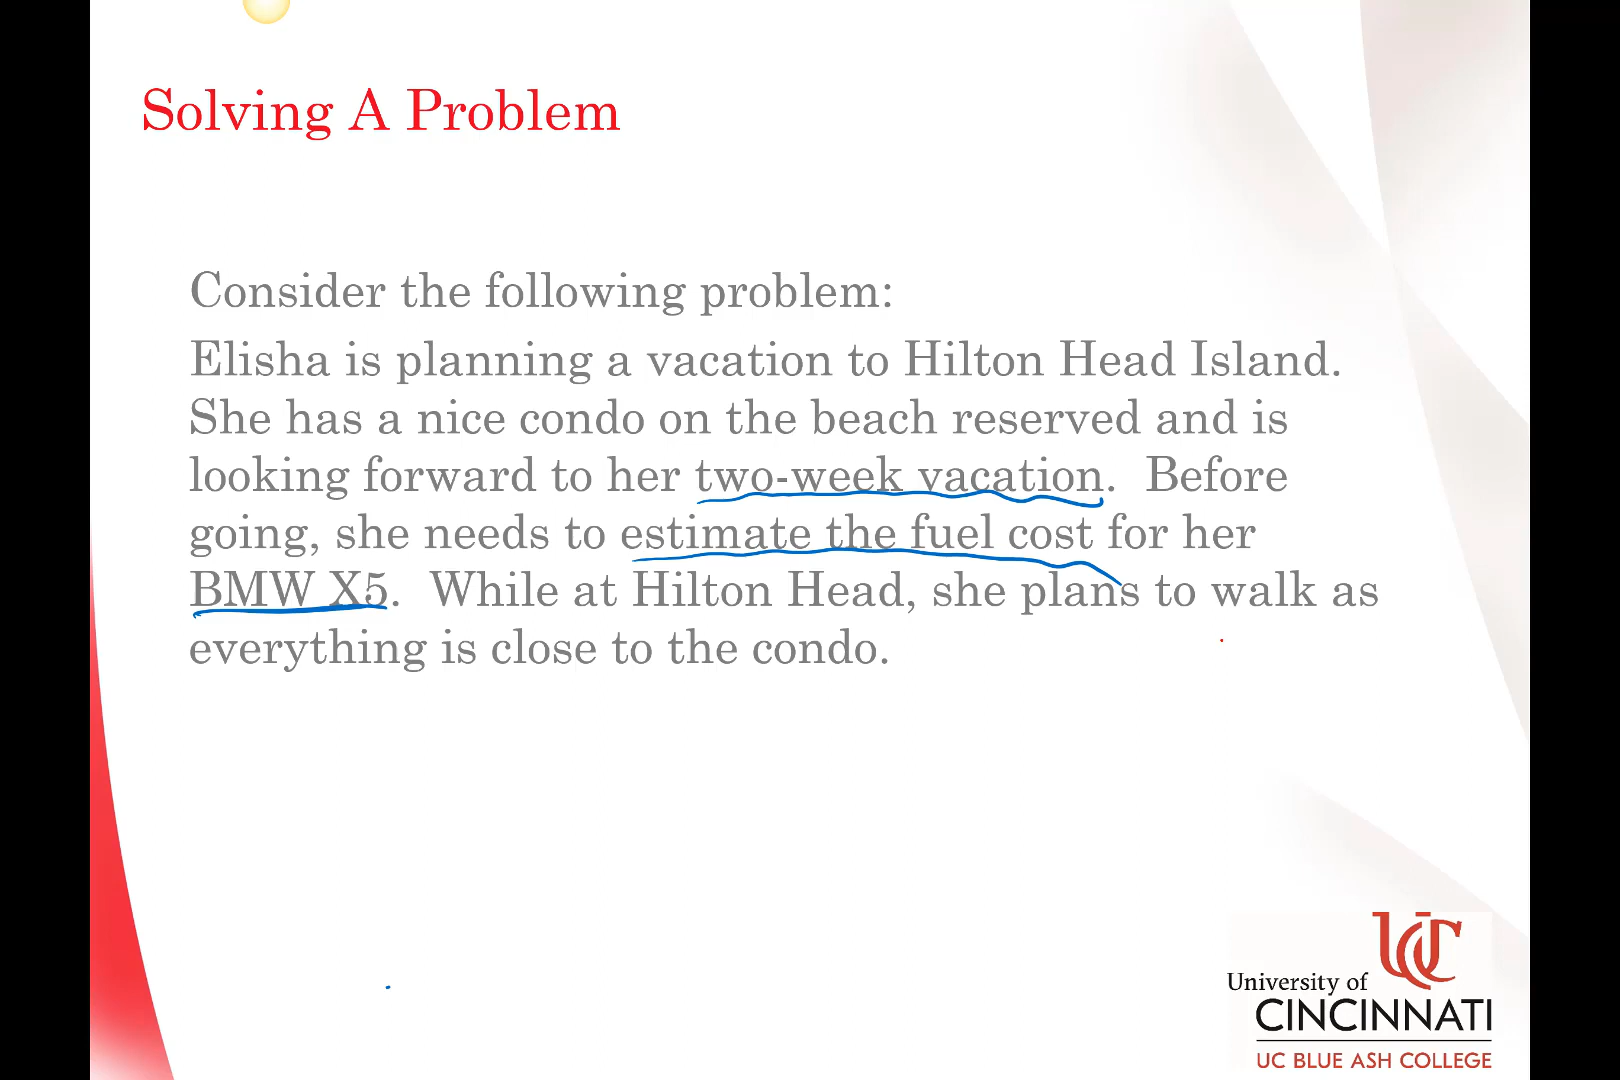 Solving A Problem
Consider the following problem:
Elisha is planning a vacation to Hilton Head Island.
She has a nice condo on the beach reserved and is
looking forward to her two-week vacation.  Before
going, she needs to estimate the fuel cost for her
BMW X5.  While at Hilton Head, she plans to walk as
everything is close to the condo.
UC
University of
CINCINNATI
UC BLUE ASH COLLEGE